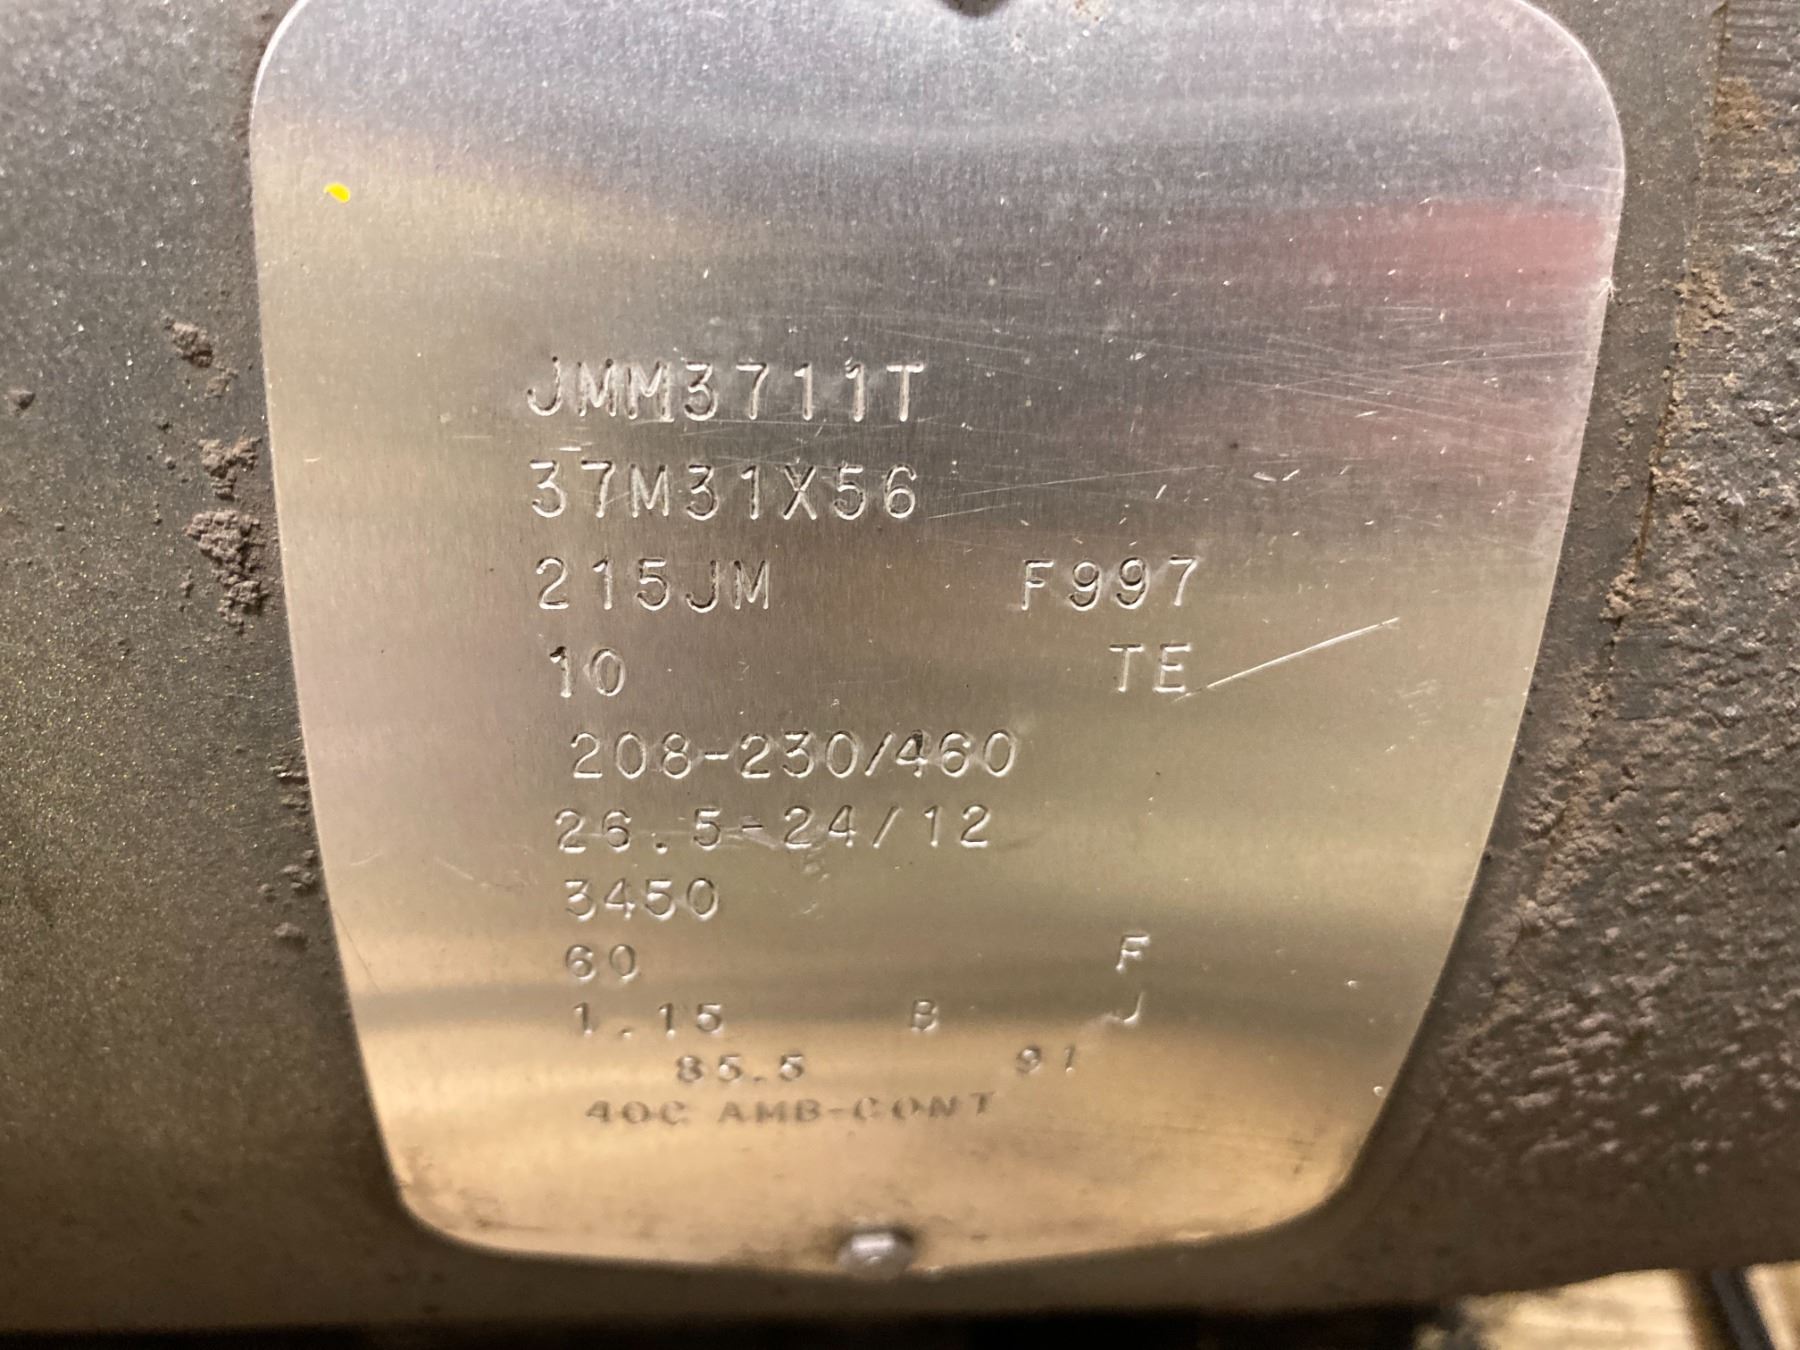 JMM3711T
37M31X56
215JM F997
10 TE
208-230/460
26.5-24/12
3450
60 F
1.15 B J
85.5 91
40C AMB-CONT